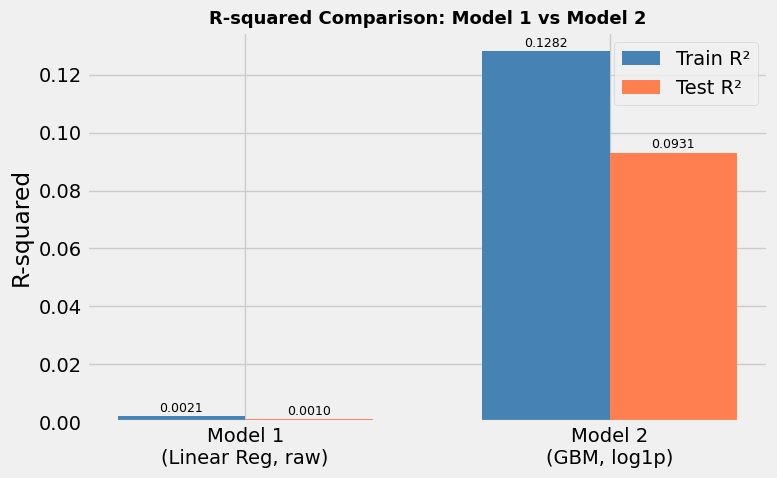 R-squared Comparison: Model 1 vs Model 2
R-squared
0.12
0.10
0.08
0.06
0.04
0.02
0.00
0.0021
0.0010
0.1282
0.0931
Train R²
Test R²
Model 1
(Linear Reg, raw)
Model 2
(GBM, log1p)